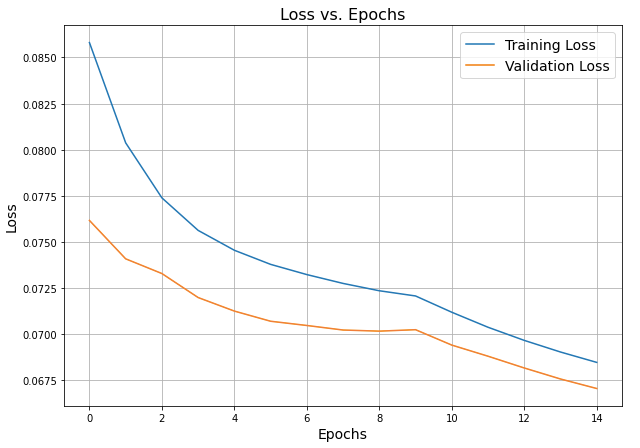 Loss vs. Epochs
Training Loss
Validation Loss
0.0850
0.0825
0.0800
0.0775
0.0750
0.0725
0.0700
0.0675
Loss
0 2 4 6 8 10 12 14
Epochs